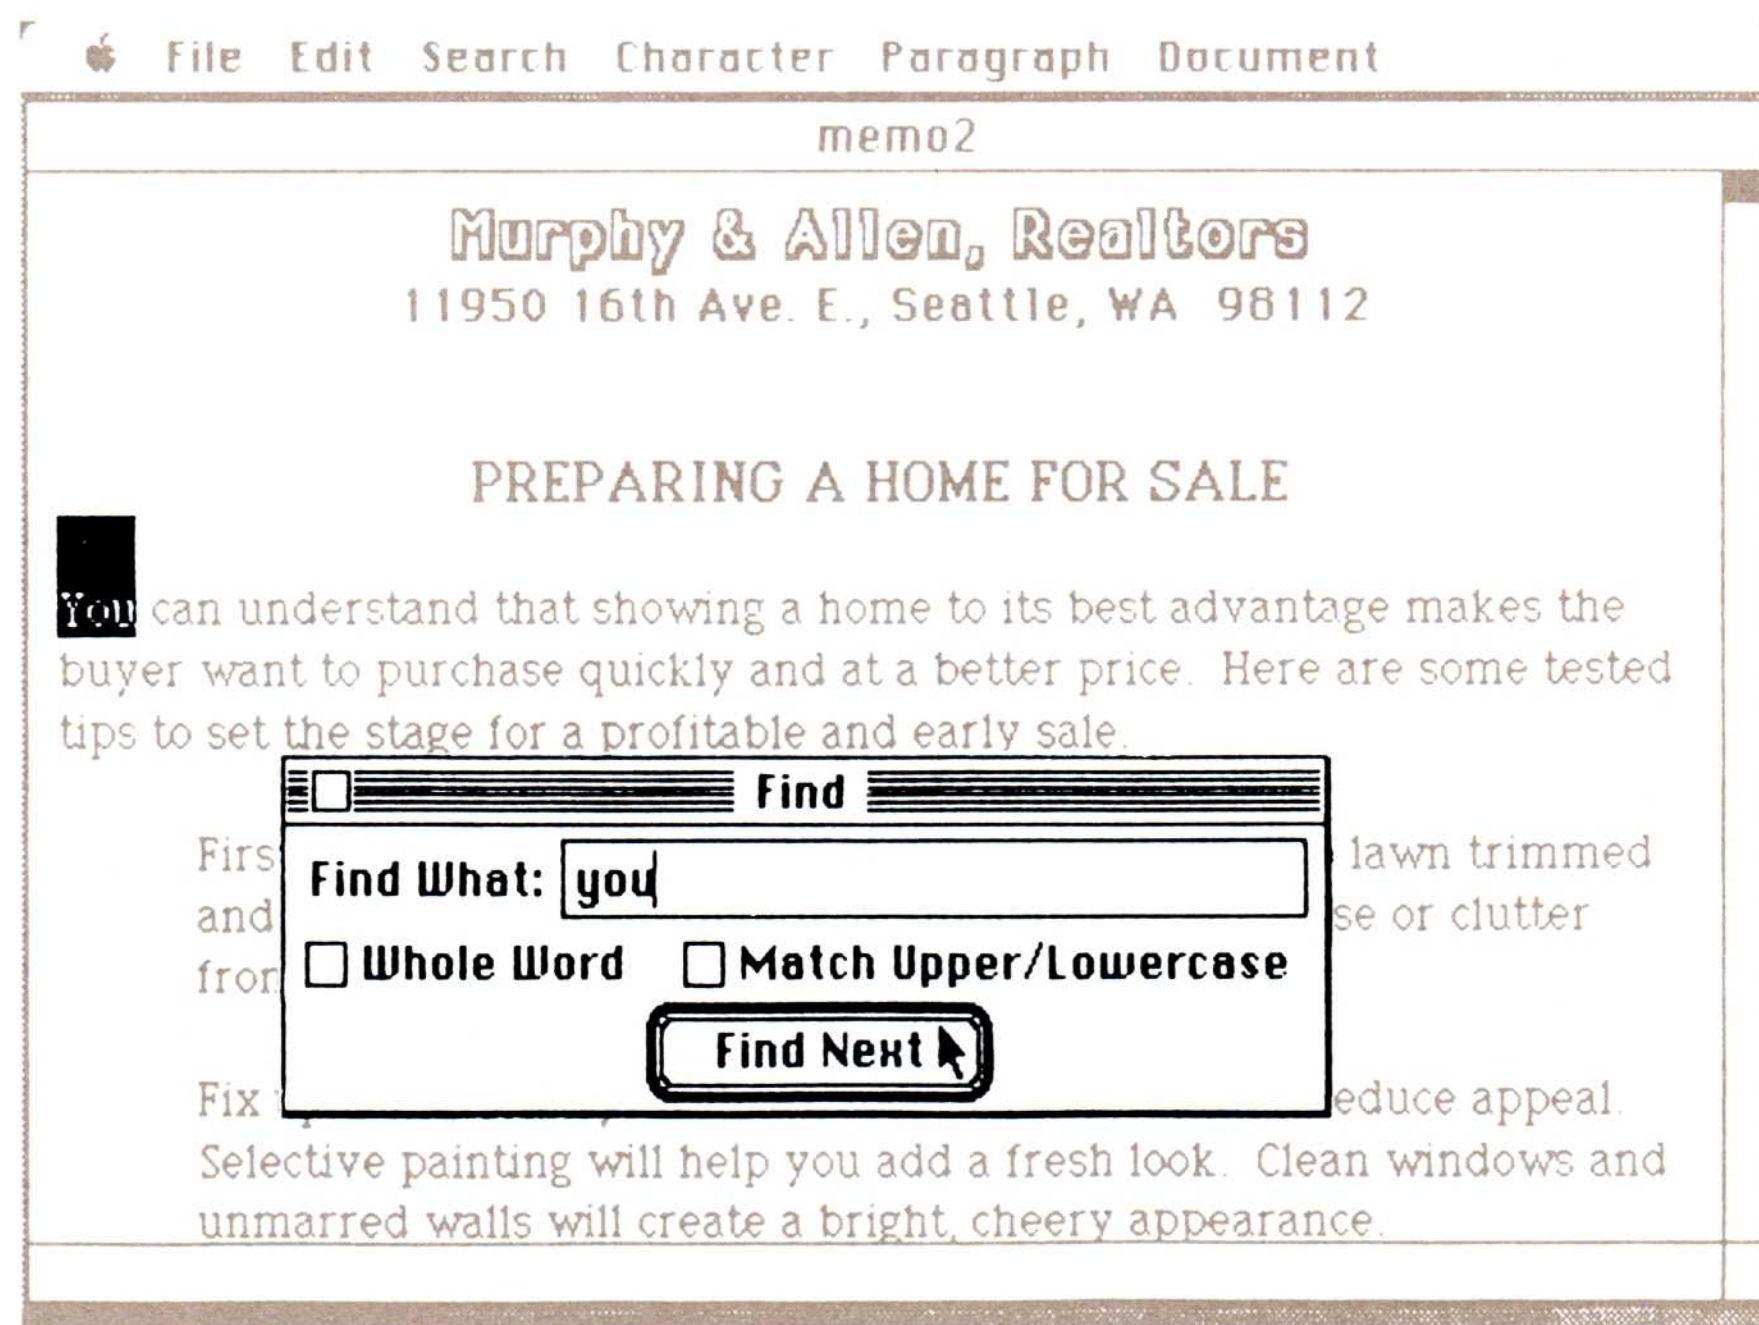 File Edit Search Character Paragraph Document
memo2
Murphy & Allen, Realtors
11950 16th Ave. E., Seattle, WA 98112
PREPARING A HOME FOR SALE
You can understand that showing a home to its best advantage makes the
buyer want to purchase quickly and at a better price. Here are some tested
tips to set the stage for a profitable and early sale.
Find
Firs lawn trimmed
Find What: you
and se or clutter
Whole Word Match Upper/Lowercase
fron
Find Next
Fix educe appeal.
Selective painting will help you add a fresh look. Clean windows and
unmarred walls will create a bright, cheery appearance.